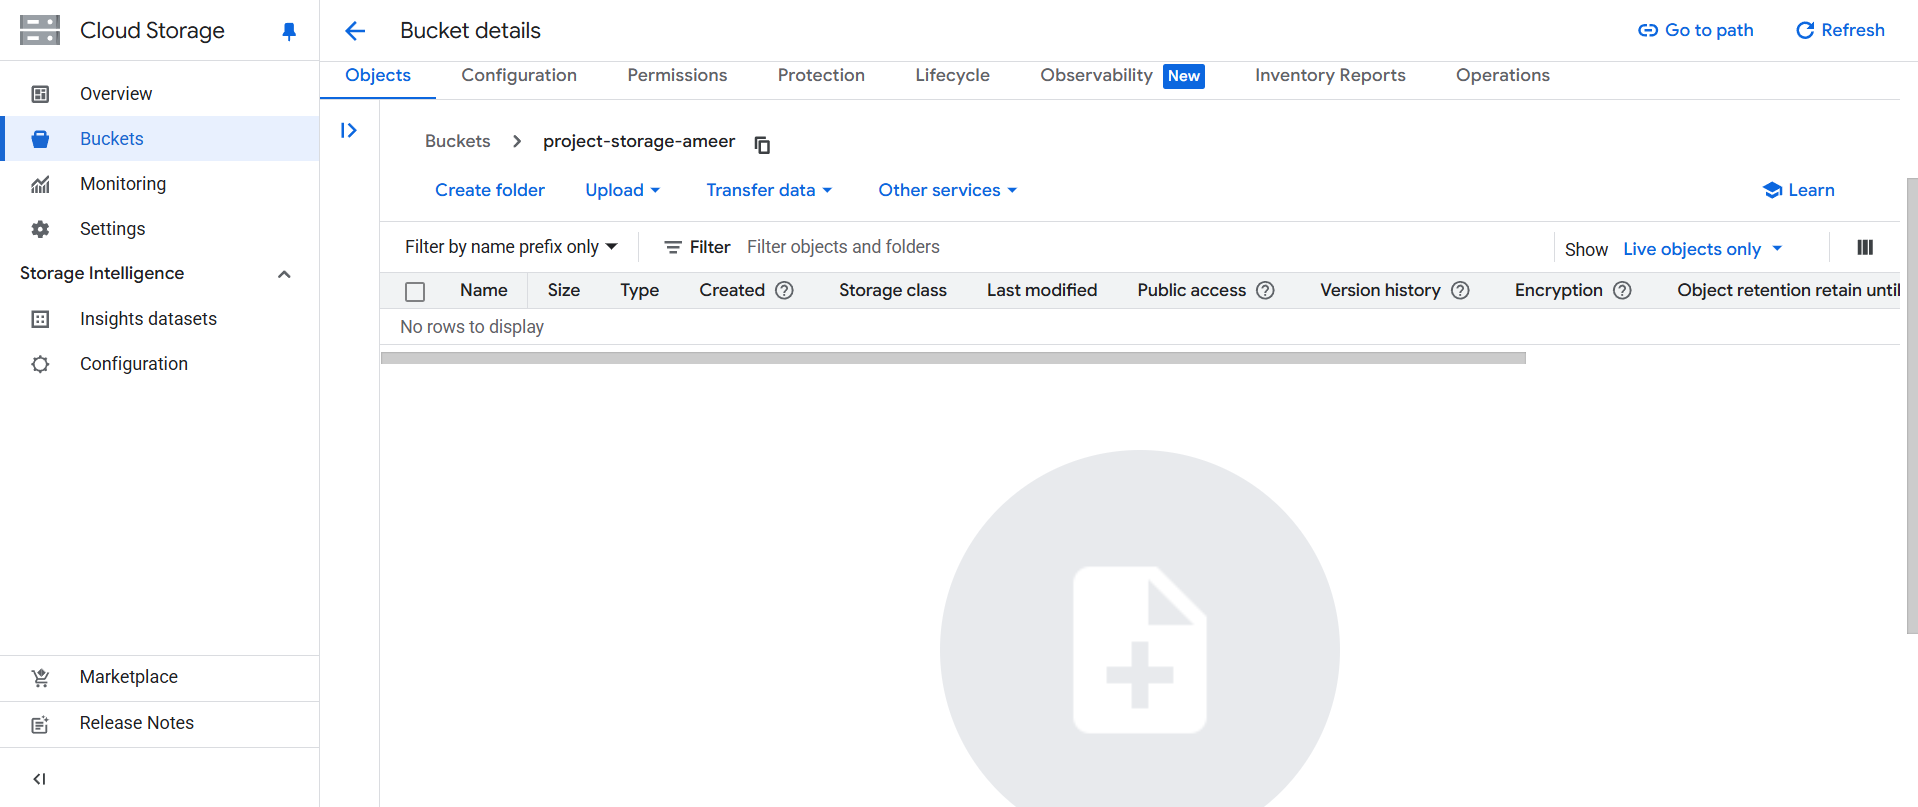 Cloud Storage
Bucket details
Go to path
Refresh
Overview
Buckets
Monitoring
Settings
Storage Intelligence
Insights datasets
Configuration
Marketplace
Release Notes
Objects Configuration Permissions Protection Lifecycle Observability New Inventory Reports Operations
Buckets project-storage-ameer
Create folder Upload Transfer data Other services Learn
Filter by name prefix only Filter Filter objects and folders Show Live objects only
Name Size Type Created Storage class Last modified Public access Version history Encryption Object retention retain until
No rows to display